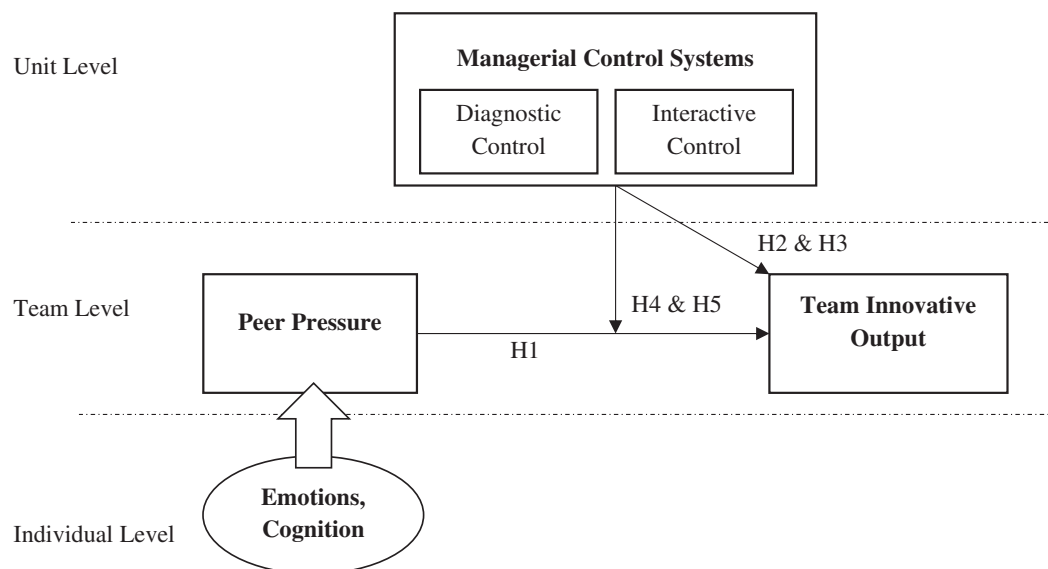 Unit Level
Managerial Control Systems
Diagnostic
Control
Interactive
Control
H2 & H3
Team Level
Peer Pressure
H4 & H5
H1
Team Innovative
Output
Emotions,
Cognition
Individual Level